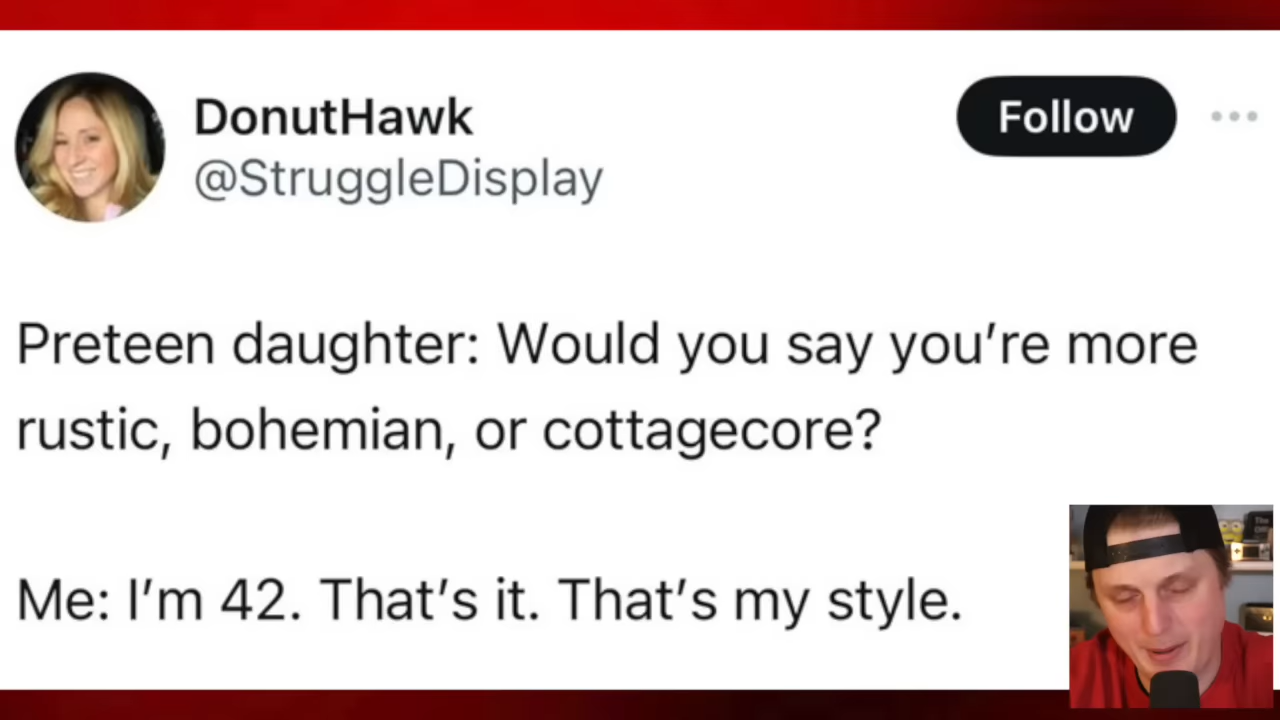 DonutHawk
Follow
@StruggleDisplay
Preteen daughter: Would you say you’re more
rustic, bohemian, or cottagecore?
Me: I’m 42. That’s it. That’s my style.